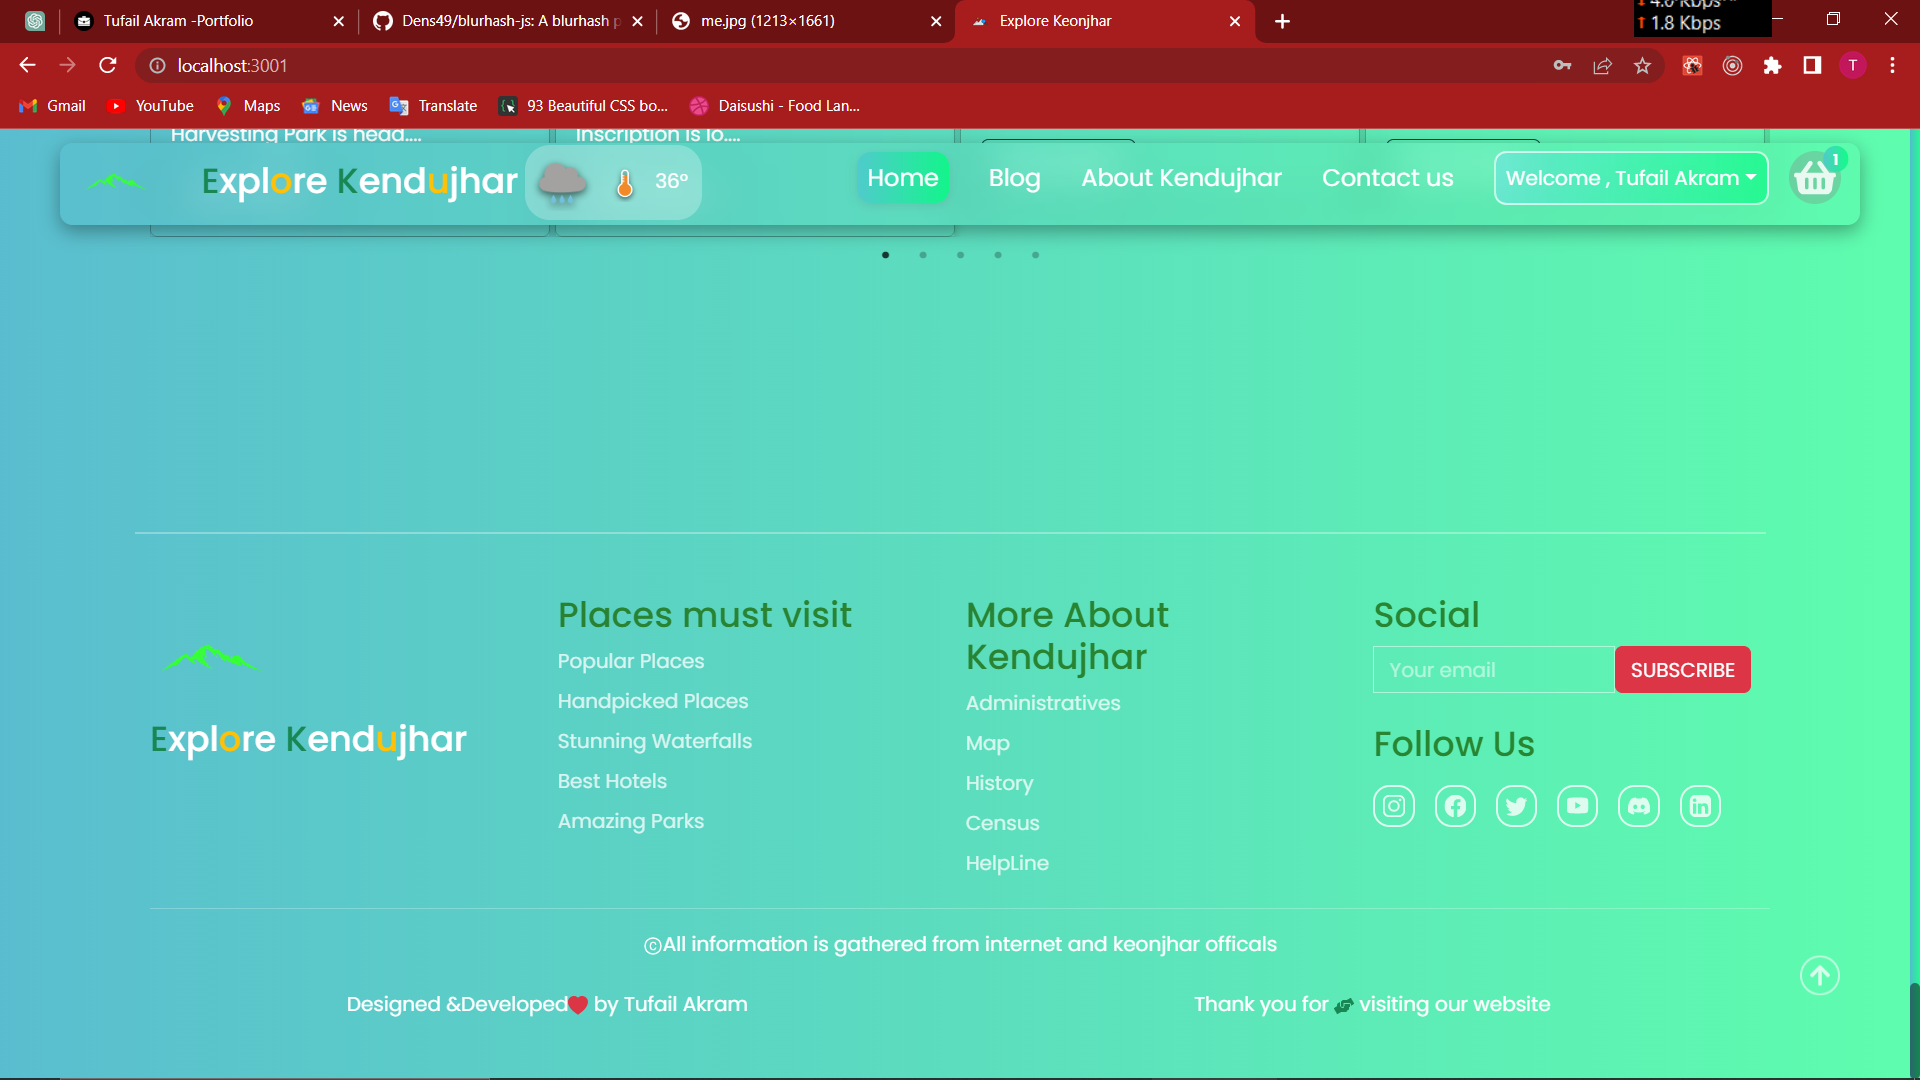 Tufail Akram -Portfolio
Dens49/blurhash-js: A blurhash p
me.jpg (1213×1661)
Explore Keonjhar
1.8 Kbps
localhost:3001
T
Gmail
YouTube
Maps
News
Translate
93 Beautiful CSS bo...
Daisushi - Food Lan...
Harvesting Park is head....
Inscription is lo....
Explore Kendujhar
36°
Home
Blog
About Kendujhar
Contact us
Welcome , Tufail Akram
1
Explore Kendujhar
Places must visit
Popular Places
Handpicked Places
Stunning Waterfalls
Best Hotels
Amazing Parks
More About
Kendujhar
Administratives
Map
History
Census
HelpLine
Social
Your email
SUBSCRIBE
Follow Us
©All information is gathered from internet and keonjhar officals
Designed &Developed❤ by Tufail Akram
Thank you for visiting our website